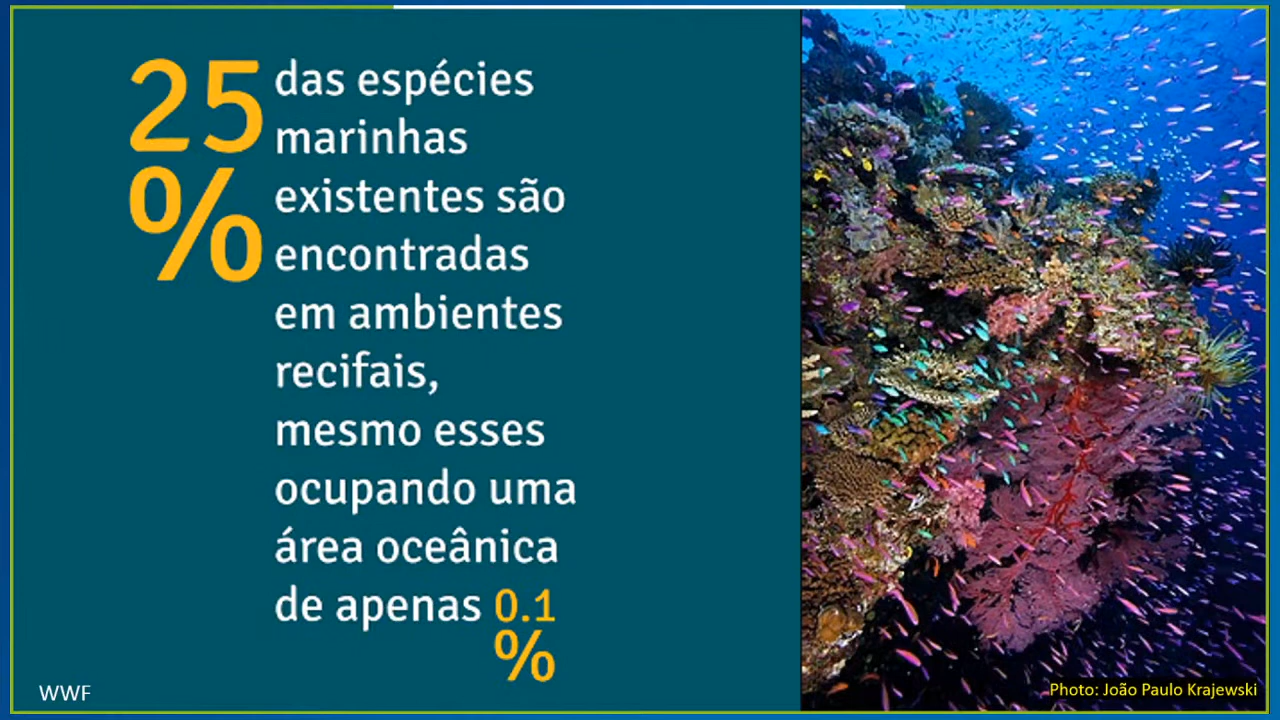 25
%
das espécies
marinhas
existentes são
encontradas
em ambientes
recifais,
mesmo esses
ocupando uma
área oceânica
de apenas 0.1
%
WWF
Photo: João Paulo Krajewski